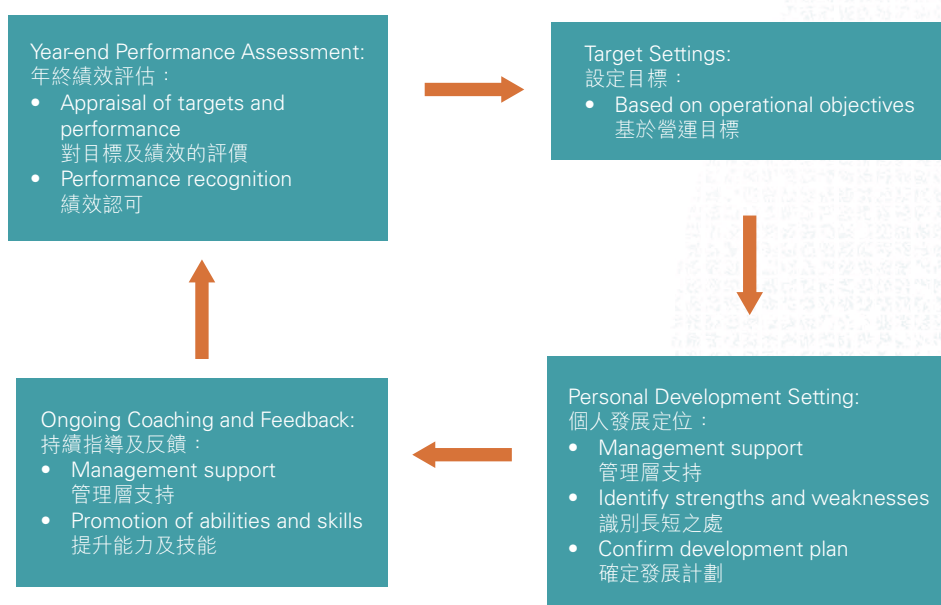 Year-end Performance Assessment:
年終績效評估：
• Appraisal of targets and
performance
對目標及績效的評價
• Performance recognition
績效認可
Target Settings:
設定目標：
• Based on operational objectives
基於營運目標
Personal Development Setting:
個人發展定位：
• Management support
管理層支持
• Identify strengths and weaknesses
識別長短之處
• Confirm development plan
確定發展計劃
Ongoing Coaching and Feedback:
持續指導及反饋：
• Management support
管理層支持
• Promotion of abilities and skills
提升能力及技能